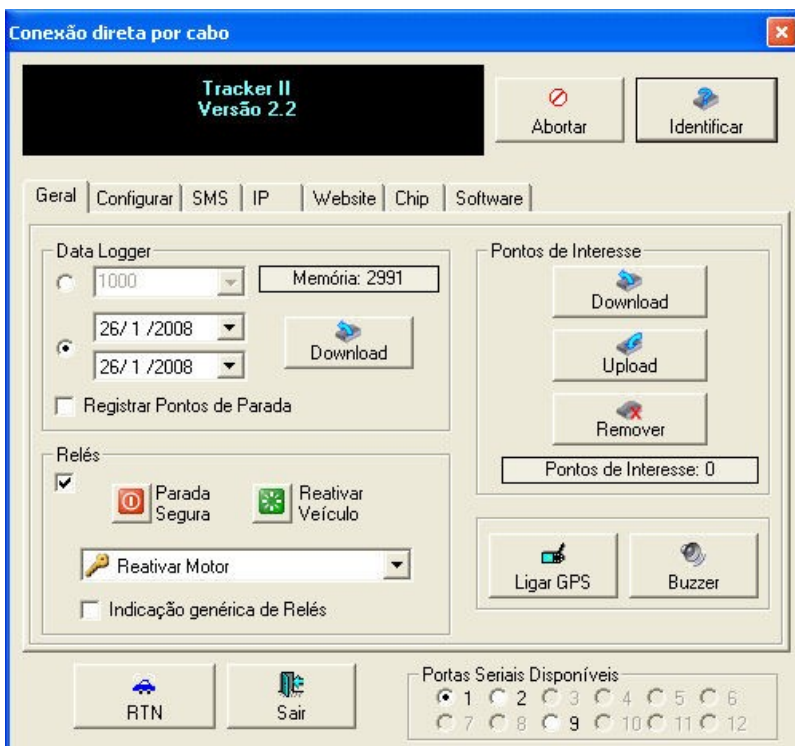 Conexão direta por cabo
Tracker II
Versão 2.2
Abortar
Identificar
Geral
Configurar
SMS
IP
Website
Chip
Software
Data Logger
1000
Memória: 2991
26/ 1 /2008
26/ 1 /2008
Download
Registrar Pontos de Parada
Pontos de Interesse
Download
Upload
Remover
Pontos de Interesse: 0
Relés
Parada
Segura
Reativar
Veículo
Reativar Motor
Indicação genérica de Relés
Ligar GPS
Buzzer
RTN
Sair
Portas Seriais Disponíveis
1 2 3 4 5 6
7 8 9 10 11 12